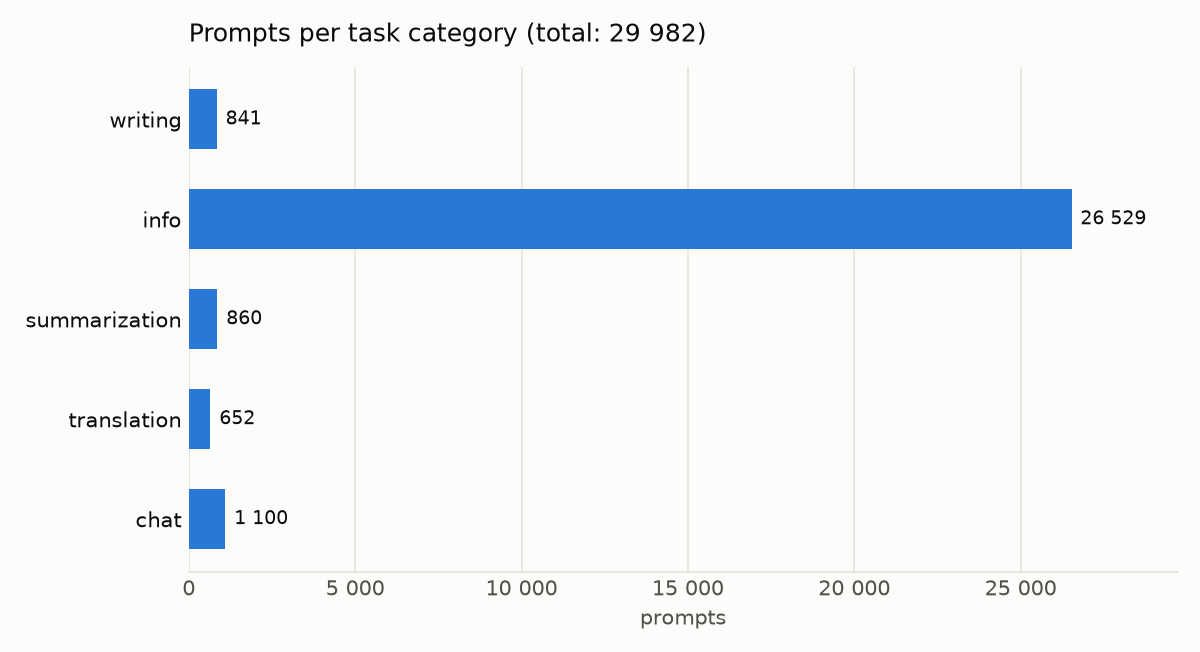 Prompts per task category (total: 29 982)
writing 841
info 26 529
summarization 860
translation 652
chat 1 100
0 5 000 10 000 15 000 20 000 25 000
prompts